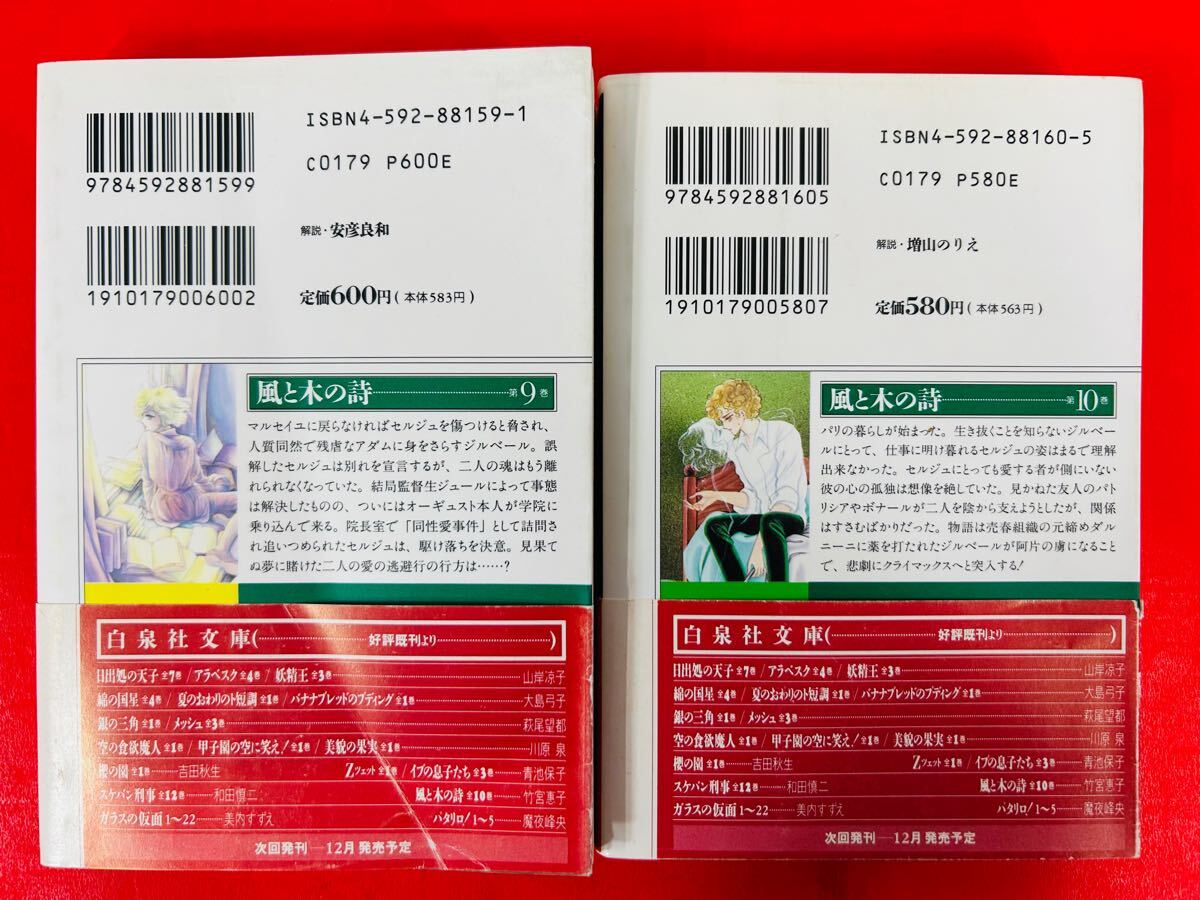 ISBN4-592-88159-1
C0179 P600E
9784592881599
解説・安彦良和
1910179006002
定価600円(本体583円)
風と木の詩 第9巻
マルセイユに戻らなければセルジュを傷つけると脅され、
人質同然で残虐なアダムに身をさらすジルベール。誤
解したセルジュは別れを宣言するが、二人の魂はもう離
れられなくなっていた。結局監督生ジュールによって事態
は解決したものの、ついにはオーギュスト本人が学院に
乗り込んで来る。院長室で「同性愛事件」として詰問さ
れ追いつめられたセルジュは、駆け落ちを決意。見果て
ぬ夢に賭けた二人の愛の逃避行の行方は……?
白泉社文庫(好評既刊より)
日出処の天子 全7巻/アラベスク 全4巻/妖精王 全3巻 山岸凉子
綿の国星 全4巻/夏のおわりのト短調 全1巻/バナナブレッドのプディング 全1巻 大島弓子
銀の三角 全1巻/メッシュ 全3巻 萩尾望都
空の食欲魔人 全1巻/甲子園の空に笑え! 全1巻/美貌の果実 全1巻 川原 泉
櫻の園 全1巻 吉田秋生 Zツェット 全1巻/イブの息子たち 全3巻 青池保子
スケバン刑事 全12巻 和田慎二 風と木の詩 全10巻 竹宮惠子
ガラスの仮面 1〜22 美内すずえ パタリロ! 1〜5 魔夜峰央
次回発刊—12月発売予定
ISBN4-592-88160-5
C0179 P580E
9784592881605
解説・増山のりえ
1910179005807
定価580円(本体563円)
風と木の詩 第10巻
パリの暮らしが始まった。生き抜くことを知らないジルベー
ルにとって、仕事に明け暮れるセルジュの姿はまるで理解
出来なかった。セルジュにとっても愛する者が側にいない
彼の心の孤独は想像を絶していた。見かねた友人のパト
リシアやボナールが二人を陰から支えようとしたが、関係
はすさむばかりだった。物語は売春組織の元締めダル
ニーニに薬を打たれたジルベールが阿片の虜になること
で、悲劇にクライマックスへと突入する!
白泉社文庫(好評既刊より)
日出処の天子 全7巻/アラベスク 全4巻/妖精王 全3巻 山岸凉子
綿の国星 全4巻/夏のおわりのト短調 全1巻/バナナブレッドのプディング 全1巻 大島弓子
銀の三角 全1巻/メッシュ 全3巻 萩尾望都
空の食欲魔人 全1巻/甲子園の空に笑え! 全1巻/美貌の果実 全1巻 川原 泉
櫻の園 全1巻 吉田秋生 Zツェット 全1巻/イブの息子たち 全3巻 青池保子
スケバン刑事 全12巻 和田慎二 風と木の詩 全10巻 竹宮惠子
ガラスの仮面 1〜22 美内すずえ パタリロ! 1〜5 魔夜峰央
次回発刊—12月発売予定